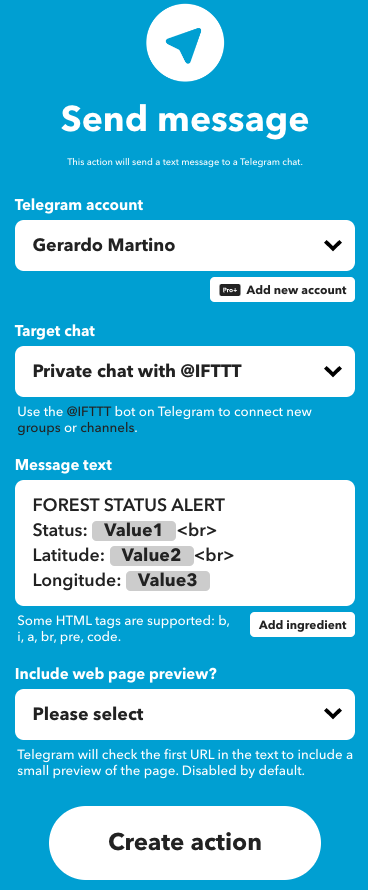 Send message
This action will send a text message to a Telegram chat.
Telegram account
Gerardo Martino
Pro+ Add new account
Target chat
Private chat with @IFTTT
Use the @IFTTT bot on Telegram to connect new
groups or channels.
Message text
FOREST STATUS ALERT
Status: Value1 <br>
Latitude: Value2 <br>
Longitude: Value3
Some HTML tags are supported: b,
i, a, br, pre, code.
Add ingredient
Include web page preview?
Please select
Telegram will check the first URL in the text to include a
small preview of the page. Disabled by default.
Create action